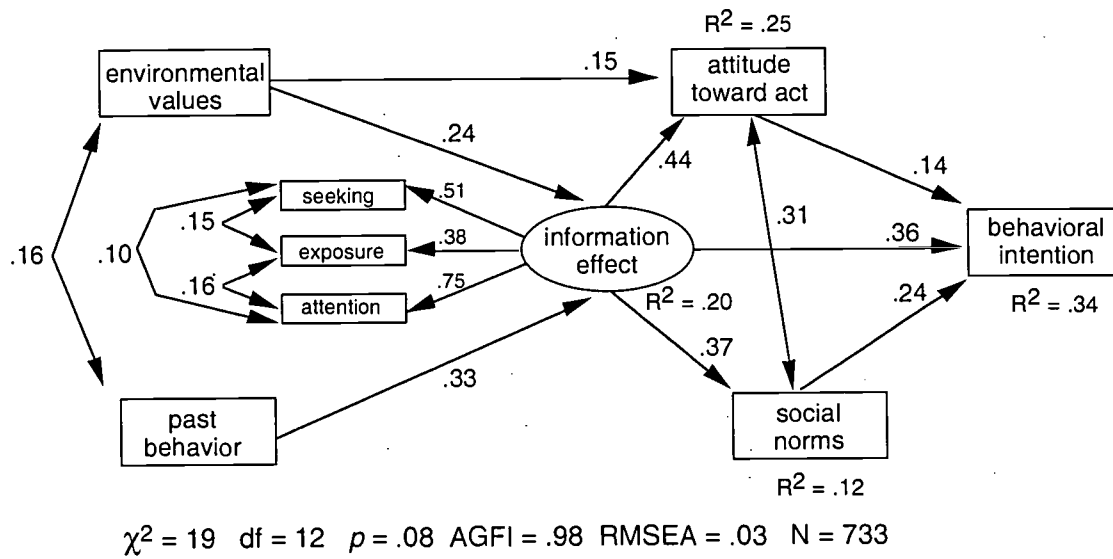 R² = .25
environmental
values
.15
attitude
toward act
.24
.44
.14
seeking
.51
.15
.31
.16
.10
exposure
.38
information
effect
.36
behavioral
intention
.16
attention
.75
R² = .20
.24
R² = .34
.37
.33
past
behavior
social
norms
R² = .12
χ² = 19 df = 12 p = .08 AGFI = .98 RMSEA = .03 N = 733